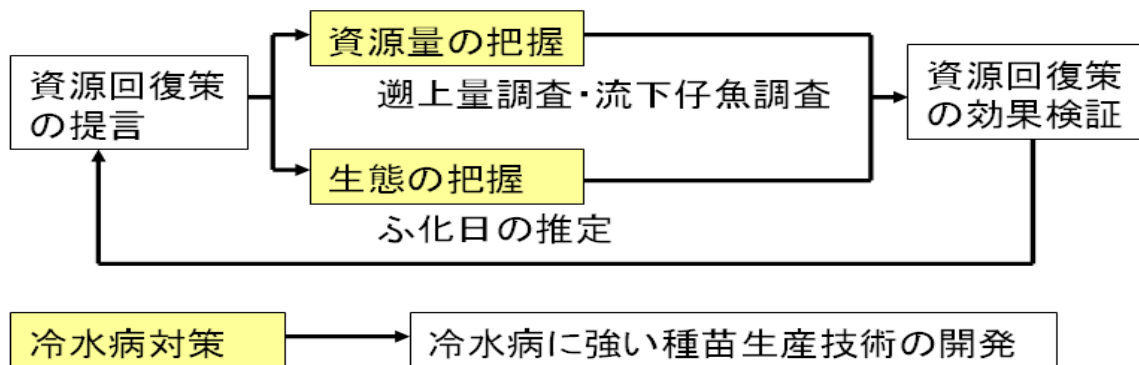 資源回復策
の提言
資源量の把握
遡上量調査・流下仔魚調査
生態の把握
ふ化日の推定
資源回復策
の効果検証
冷水病対策
冷水病に強い種苗生産技術の開発